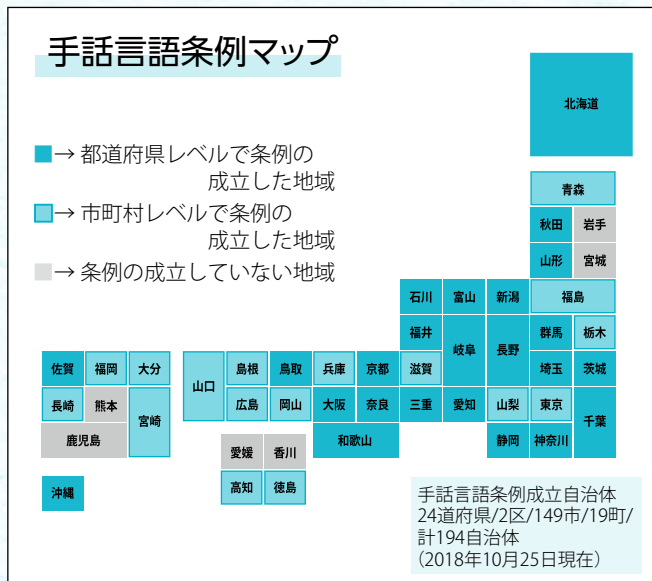 手話言語条例マップ
→ 都道府県レベルで条例の
成立した地域
→ 市町村レベルで条例の
成立した地域
→ 条例の成立していない地域
北海道
青森
秋田 岩手
山形 宮城
石川 富山 新潟 福島
福井 岐阜 長野 群馬 栃木
佐賀 福岡 大分 山口 島根 鳥取 兵庫 京都 滋賀 埼玉 茨城
長崎 熊本 宮崎 広島 岡山 大阪 奈良 三重 愛知 山梨 東京 千葉
鹿児島 和歌山 静岡 神奈川
愛媛 香川
沖縄 高知 徳島
手話言語条例成立自治体
24道府県/2区/149市/19町/
計194自治体
（2018年10月25日現在）